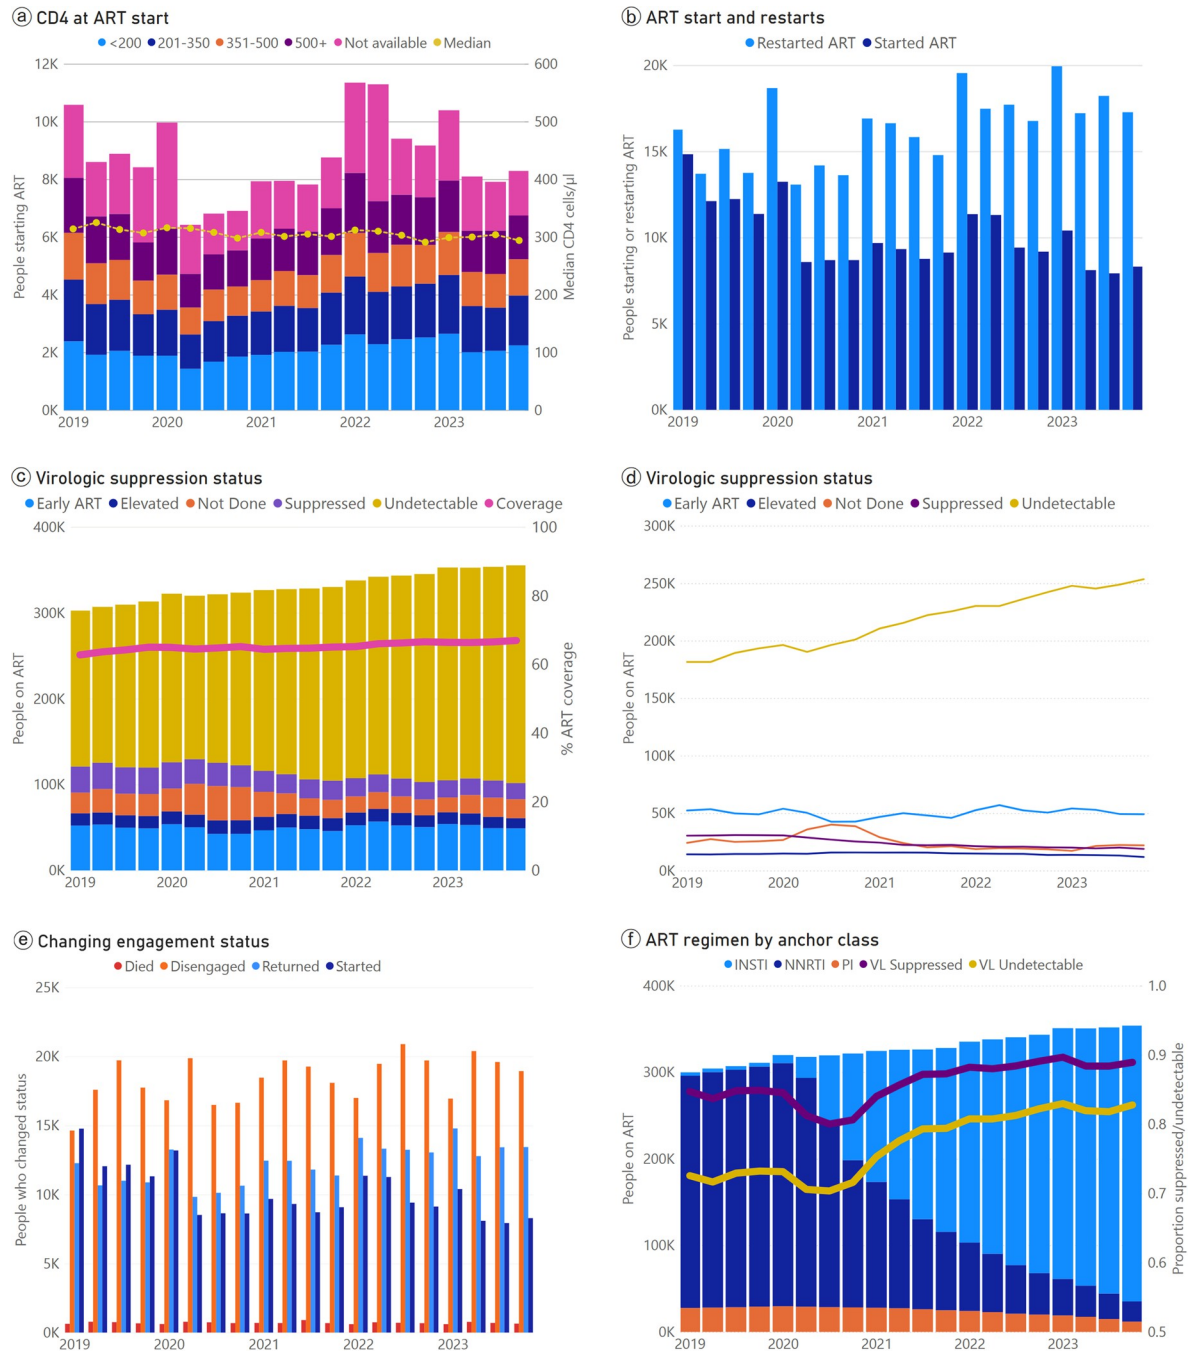 ⓐ CD4 at ART start
<200 201-350 351-500 500+ Not available Median
12K
10K
8K
6K
4K
2K
0K
People starting ART
600
500
400
300
200
100
0
Median CD4 cells/µl
2019 2020 2021 2022 2023
ⓑ ART start and restarts
Restarted ART Started ART
20K
15K
10K
5K
0K
People starting or restarting ART
2019 2020 2021 2022 2023
ⓒ Virologic suppression status
Early ART Elevated Not Done Suppressed Undetectable Coverage
400K
300K
200K
100K
0K
People on ART
100
80
60
40
20
0
% ART coverage
2019 2020 2021 2022 2023
ⓓ Virologic suppression status
Early ART Elevated Not Done Suppressed Undetectable
300K
250K
200K
150K
100K
50K
0K
People on ART
2019 2020 2021 2022 2023
ⓔ Changing engagement status
Died Disengaged Returned Started
25K
20K
15K
10K
5K
0K
People who changed status
2019 2020 2021 2022 2023
ⓕ ART regimen by anchor class
INSTI NNRTI PI VL Suppressed VL Undetectable
400K
300K
200K
100K
0K
People on ART
1.0
0.9
0.8
0.7
0.6
0.5
Proportion suppressed/undetectable
2019 2020 2021 2022 2023